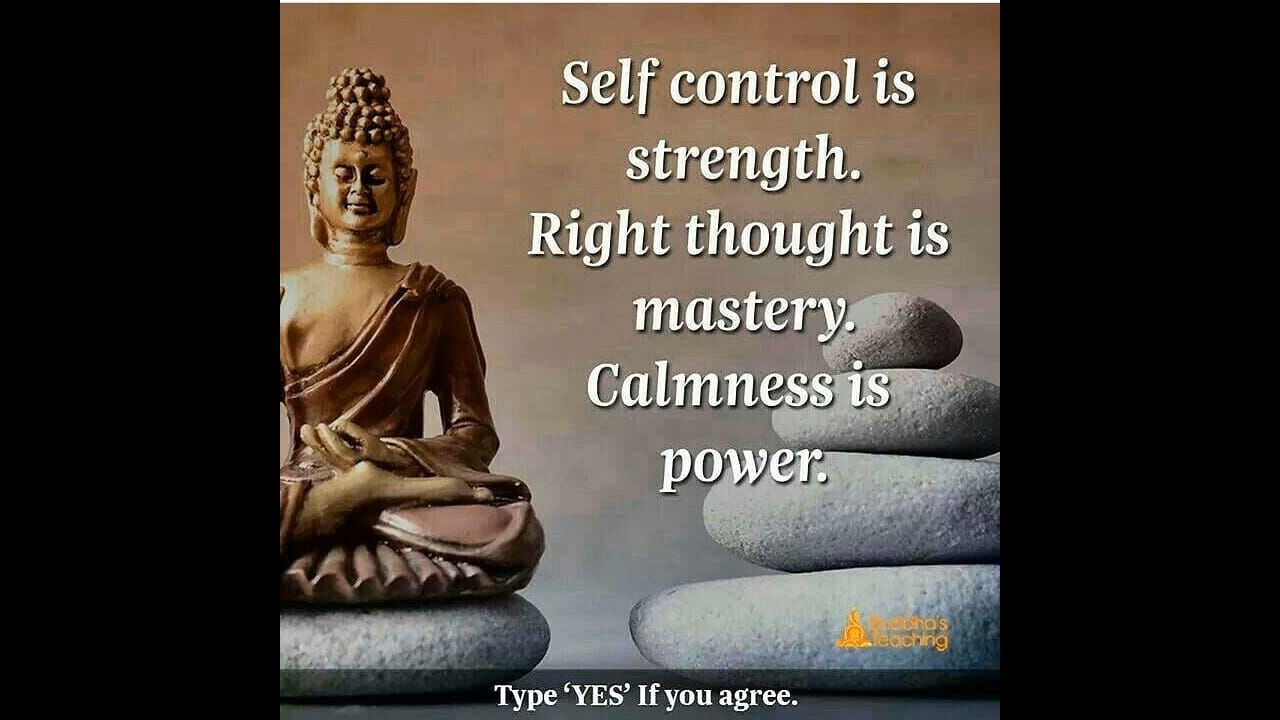 Self control is
strength.
Right thought is
mastery.
Calmness is
power.
Buddha's
Teaching
Type ‘YES’ If you agree.